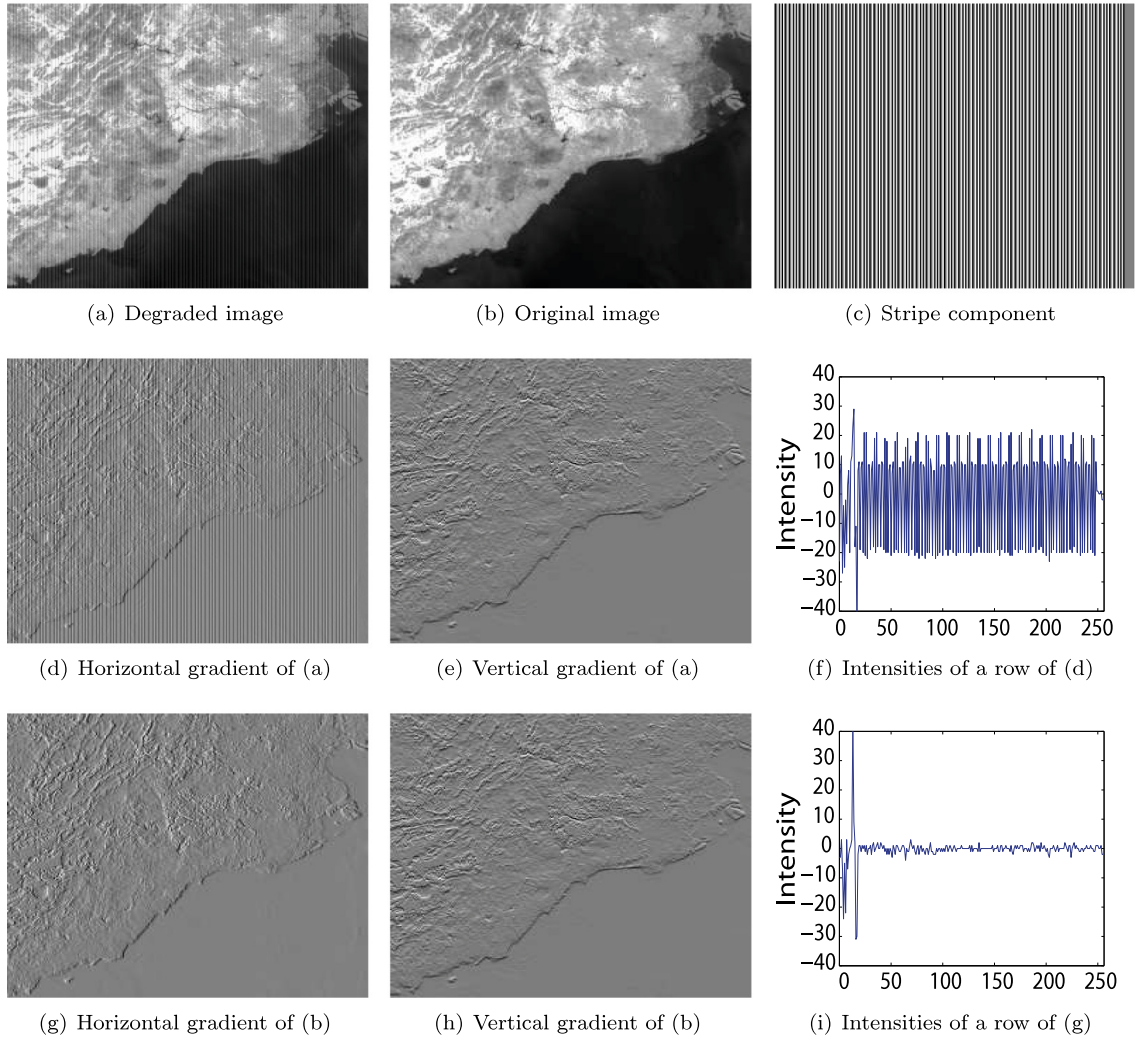 (a) Degraded image
(b) Original image
(c) Stripe component
40
30
20
10
0
−10
−20
−30
−40
Intensity
0 50 100 150 200 250
(d) Horizontal gradient of (a)
(e) Vertical gradient of (a)
(f) Intensities of a row of (d)
40
30
20
10
0
−10
−20
−30
−40
Intensity
0 50 100 150 200 250
(g) Horizontal gradient of (b)
(h) Vertical gradient of (b)
(i) Intensities of a row of (g)